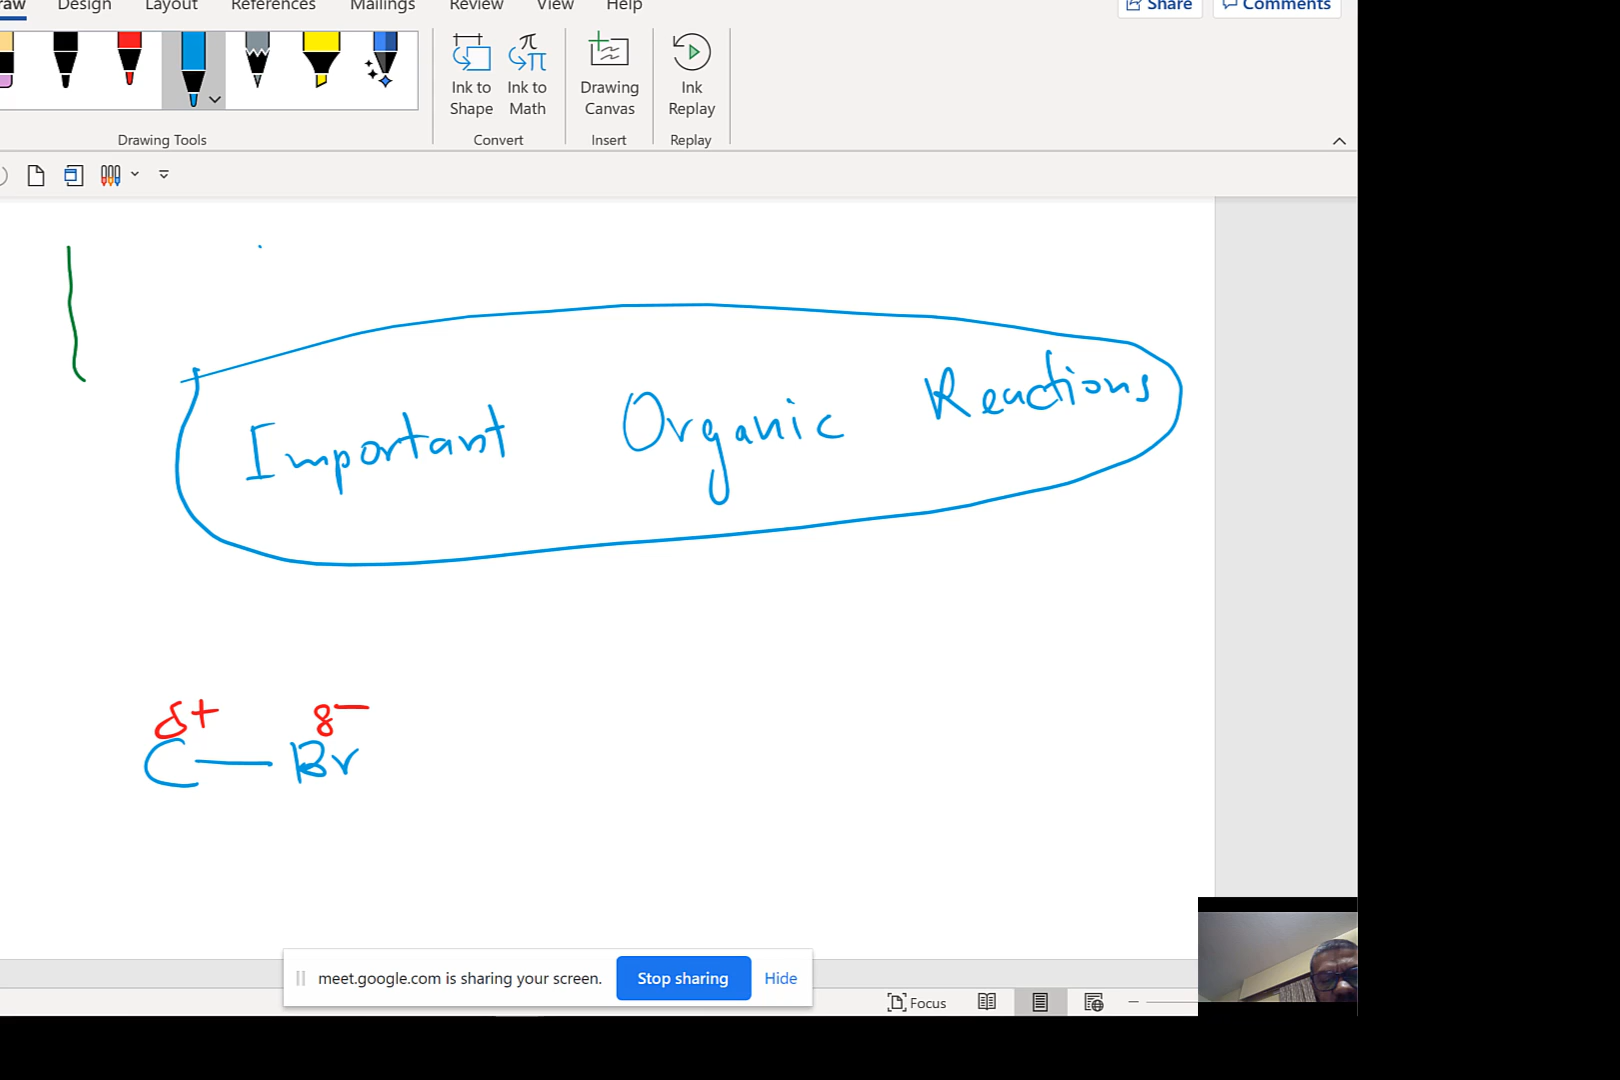 aw Design Layout References Mailings Review View Help Share Comments
Ink to Shape Ink to Math Drawing Canvas Ink Replay
Drawing Tools Convert Insert Replay
Important Organic Reactions
δ+ δ−
C — Br
meet.google.com is sharing your screen. Stop sharing Hide
Focus